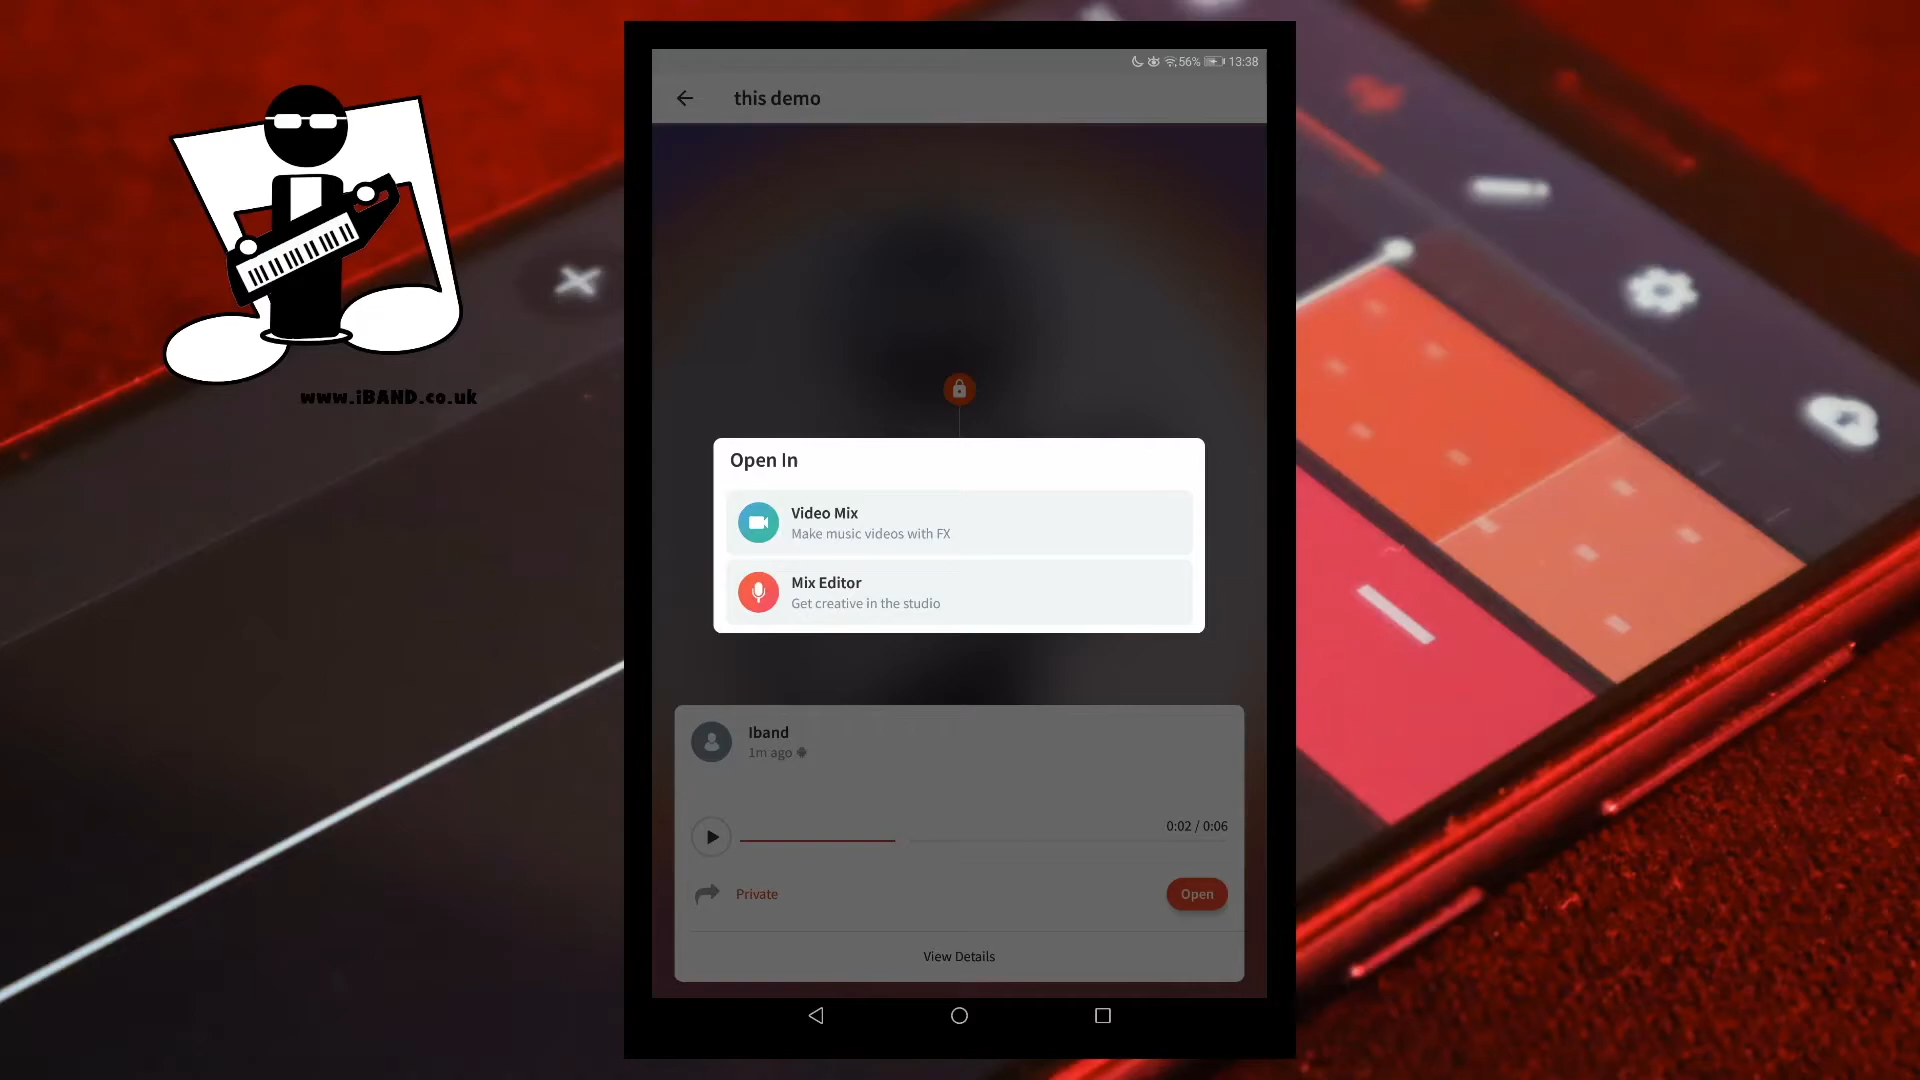 www.iBAND.co.uk
56% 13:38
this demo
Open In
Video Mix
Make music videos with FX
Mix Editor
Get creative in the studio
Iband
1m ago
0:02 / 0:06
Private
Open
View Details